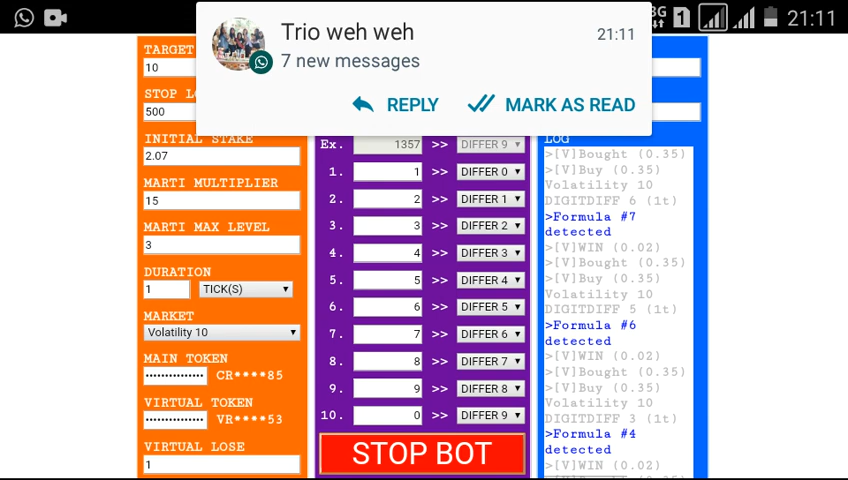 3G 1 21:11
Trio weh weh 21:11
7 new messages
REPLY MARK AS READ
TARGET
10
STOP LO
500
INITIAL STAKE
2.07
MARTI MULTIPLIER
15
MARTI MAX LEVEL
3
DURATION
1 TICK(S)
MARKET
Volatility 10
MAIN TOKEN
•••••••••••••••• CR****85
VIRTUAL TOKEN
•••••••••••••••• VR****53
VIRTUAL LOSE
1
Ex. 1357 >> DIFFER 9
1. 1 >> DIFFER 0
2. 2 >> DIFFER 1
3. 3 >> DIFFER 2
4. 4 >> DIFFER 3
5. 5 >> DIFFER 4
6. 6 >> DIFFER 5
7. 7 >> DIFFER 6
8. 8 >> DIFFER 7
9. 9 >> DIFFER 8
10. 0 >> DIFFER 9
STOP BOT
LOG
>[V]Bought (0.35)
>[V]Buy (0.35)
Volatility 10
DIGITDIFF 6 (1t)
>Formula #7
detected
>[V]WIN (0.02)
>[V]Bought (0.35)
>[V]Buy (0.35)
Volatility 10
DIGITDIFF 5 (1t)
>Formula #6
detected
>[V]WIN (0.02)
>[V]Bought (0.35)
>[V]Buy (0.35)
Volatility 10
DIGITDIFF 3 (1t)
>Formula #4
detected
>[V]WIN (0.02)